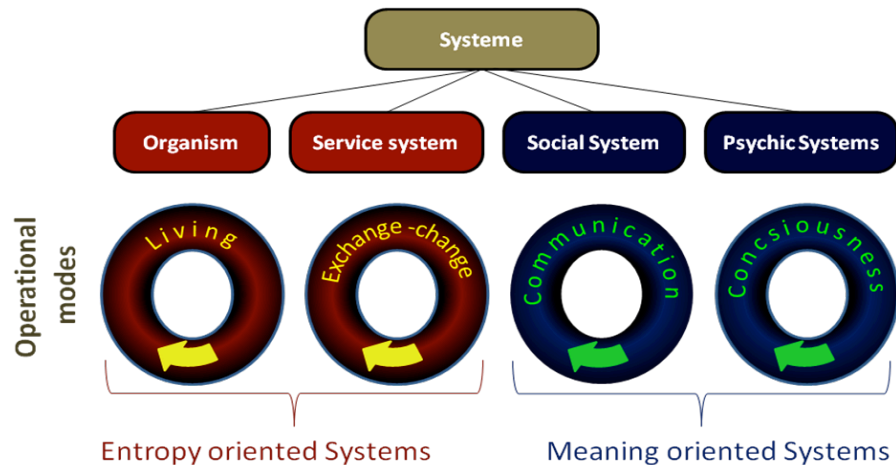 Systeme
Organism
Service system
Social System
Psychic Systems
Operational
modes
Living
Exchange -change
Communication
Concsiousness
Entropy oriented Systems
Meaning oriented Systems